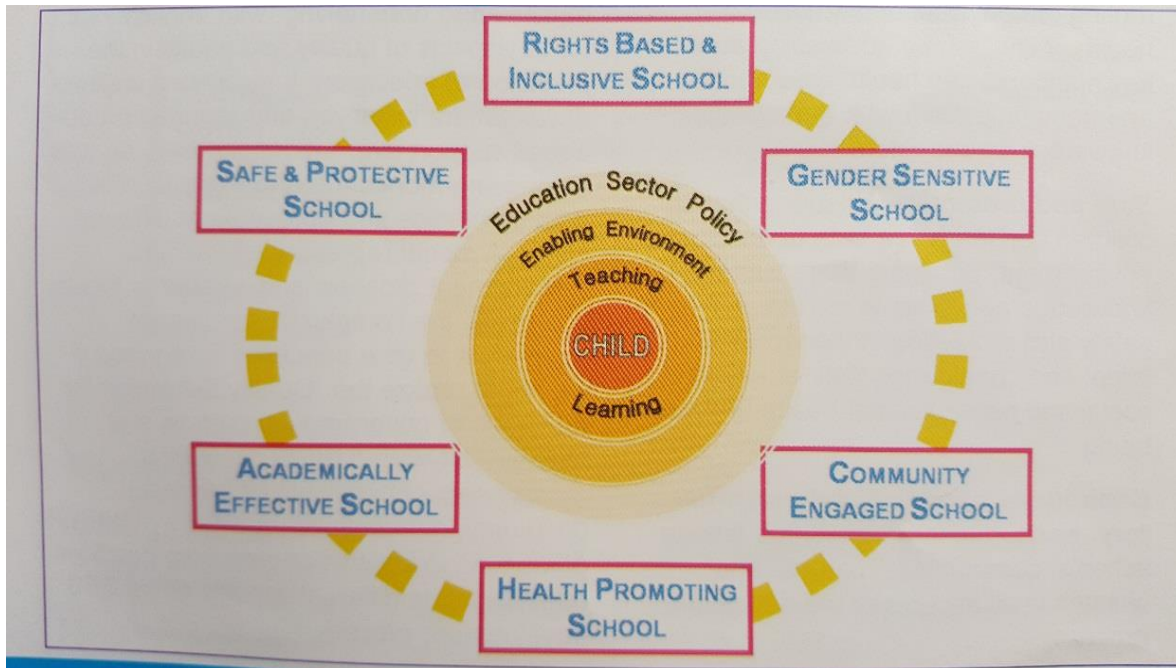 RIGHTS BASED &
INCLUSIVE SCHOOL
SAFE & PROTECTIVE
SCHOOL
GENDER SENSITIVE
SCHOOL
Education Sector Policy
Enabling Environment
Teaching
CHILD
Learning
ACADEMICALLY
EFFECTIVE SCHOOL
COMMUNITY
ENGAGED SCHOOL
HEALTH PROMOTING
SCHOOL